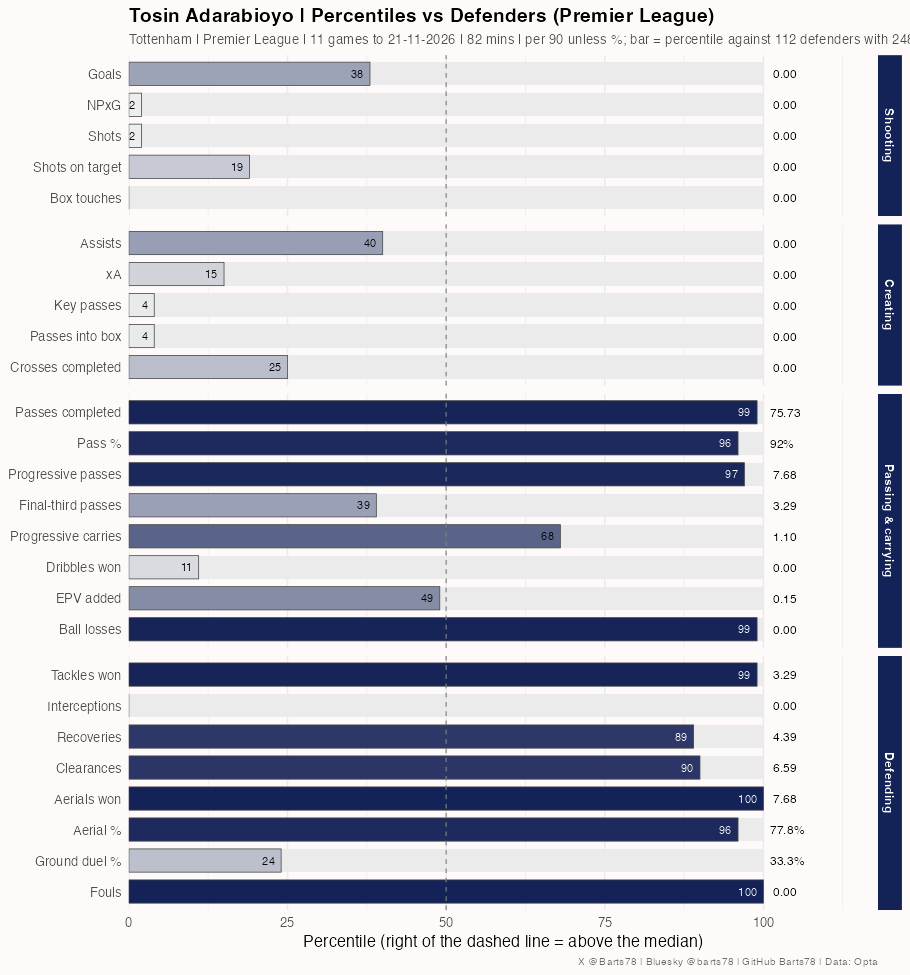 Tosin Adarabioyo | Percentiles vs Defenders (Premier League)
Tottenham | Premier League | 11 games to 21-11-2026 | 82 mins | per 90 unless %; bar = percentile against 112 defenders with 248
Goals 38 0.00
NPxG 2 0.00
Shots 2 0.00
Shots on target 19 0.00
Box touches 0.00
Shooting
Assists 40 0.00
xA 15 0.00
Key passes 4 0.00
Passes into box 4 0.00
Crosses completed 25 0.00
Creating
Passes completed 99 75.73
Pass % 96 92%
Progressive passes 97 7.68
Final-third passes 39 3.29
Progressive carries 68 1.10
Dribbles won 11 0.00
EPV added 49 0.15
Ball losses 99 0.00
Passing & carrying
Tackles won 99 3.29
Interceptions 0.00
Recoveries 89 4.39
Clearances 90 6.59
Aerials won 100 7.68
Aerial % 96 77.8%
Ground duel % 24 33.3%
Fouls 100 0.00
Defending
0 25 50 75 100
Percentile (right of the dashed line = above the median)
X @Barts78 | Bluesky @barts78 | GitHub Barts78 | Data: Opta